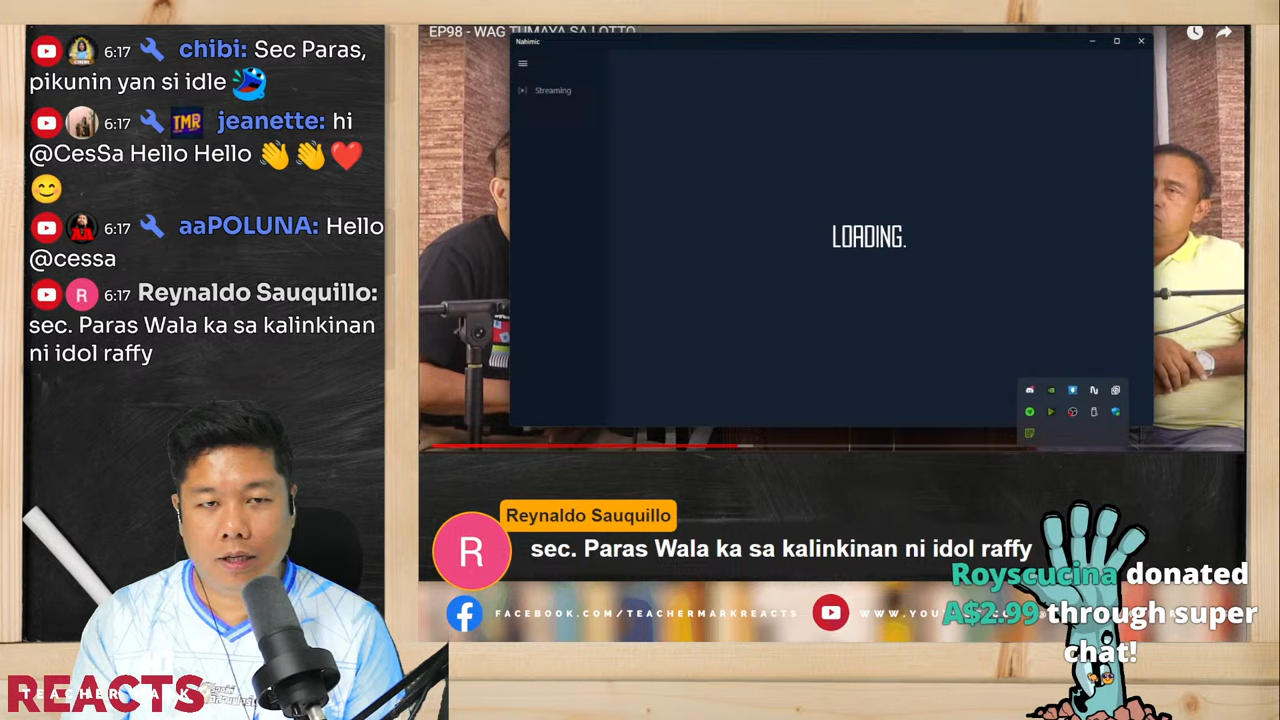 6:17 chibi: Sec Paras,
pikunin yan si idle
6:17 TMR jeanette: hi
@CesSa Hello Hello
6:17 aaPOLUNA: Hello
@cessa
R 6:17 Reynaldo Sauquillo:
sec. Paras Wala ka sa kalinkinan
ni idol raffy
EP98 - WAG TUMAYA SA LOTTO
Nahimic
Streaming
LOADING.
Reynaldo Sauquillo
R sec. Paras Wala ka sa kalinkinan ni idol raffy
Royscucina donated
A$2.99 through super
chat!
FACEBOOK.COM/TEACHERMARKREACTS
REACTS